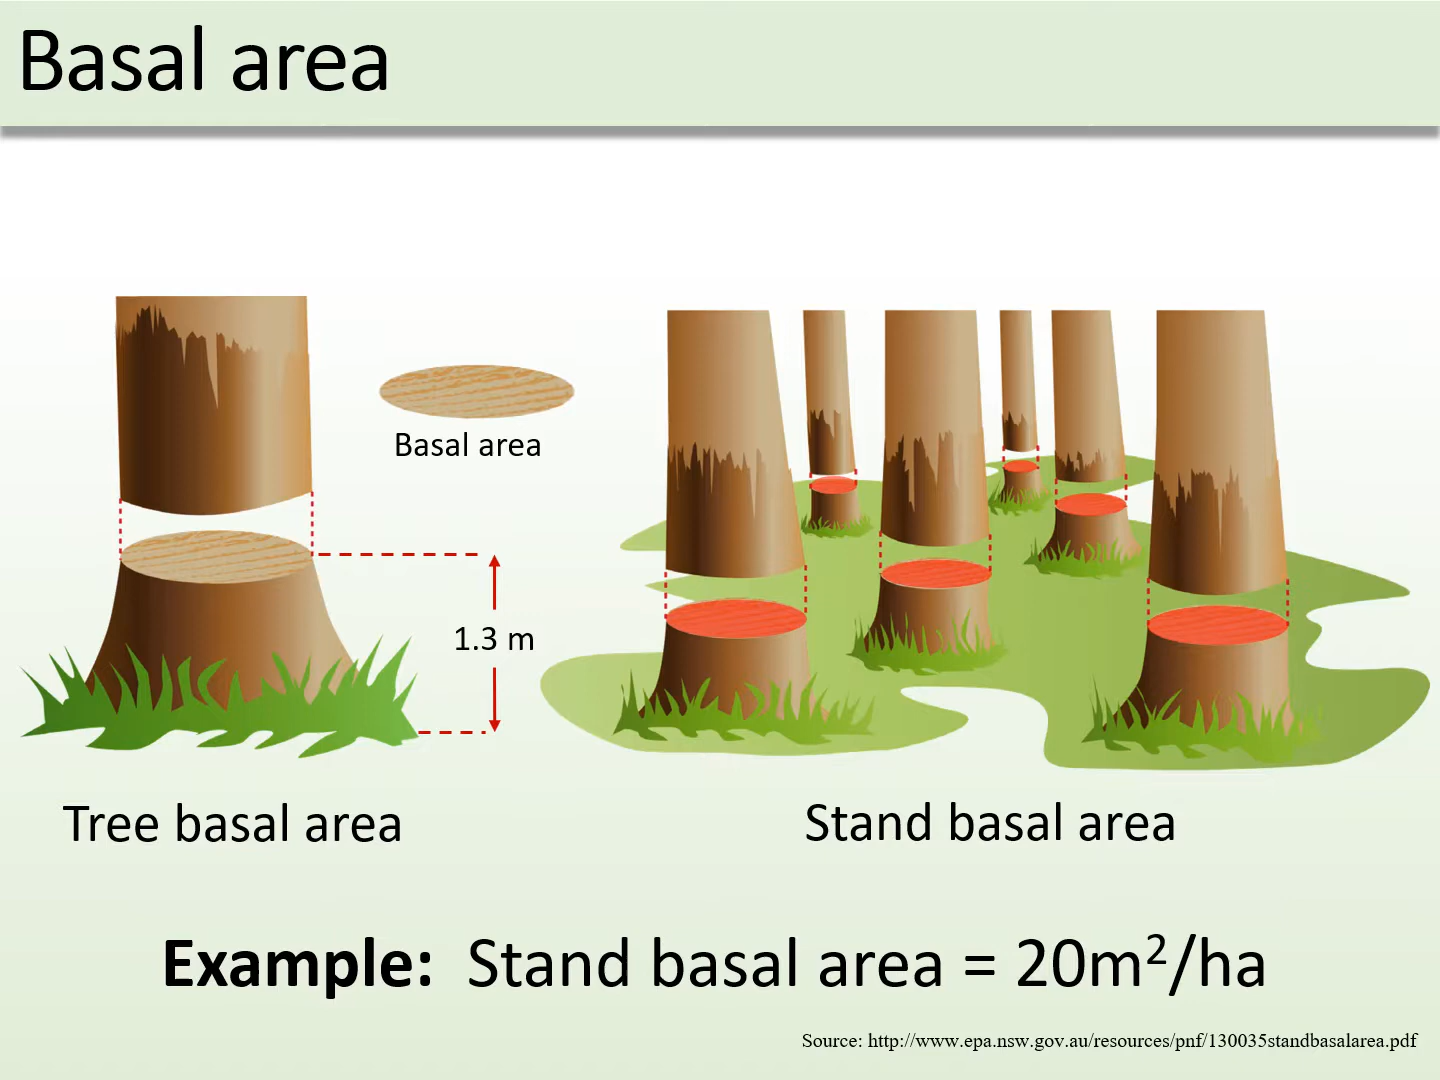 Basal area
Basal area
1.3 m
Tree basal area
Stand basal area
Example: Stand basal area = 20m²/ha
Source: http://www.epa.nsw.gov.au/resources/pnf/130035standbasalarea.pdf